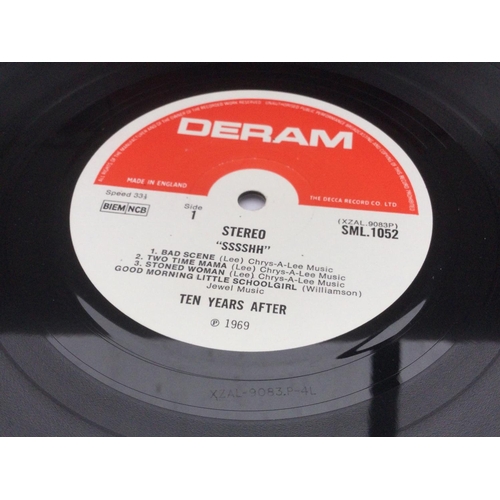 DERAM
MADE IN ENGLAND
THE DECCA RECORD CO. LTD.
Speed 33⅓
BIEM NCB
Side
1
(XZAL.9083P)
SML.1052
STEREO
"SSSSHH"
1. BAD SCENE (Lee) Chrys-A-Lee Music
2. TWO TIME MAMA (Lee) Chrys-A-Lee Music
3. STONED WOMAN (Lee) Chrys-A-Lee Music
GOOD MORNING LITTLE SCHOOLGIRL (Williamson)
Jewel Music
TEN YEARS AFTER
℗ 1969
XZAL-9083.P-4L